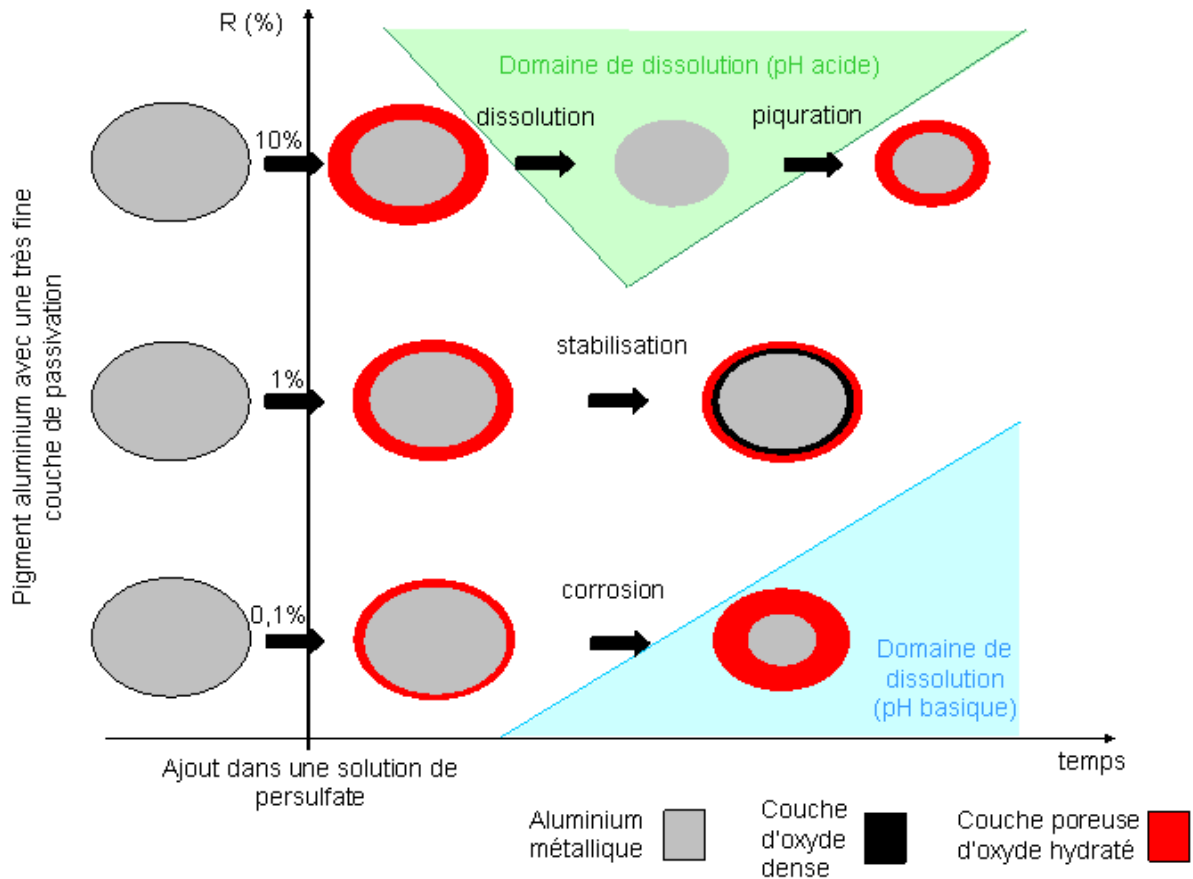 R (%)
Domaine de dissolution (pH acide)
dissolution
piquration
10%
Pigment aluminium avec une très fine
couche de passivation
stabilisation
1%
corrosion
0,1%
Domaine de
dissolution
(pH basique)
temps
Ajout dans une solution de
persulfate
Aluminium
métallique
Couche
d'oxyde
dense
Couche poreuse
d'oxyde hydraté